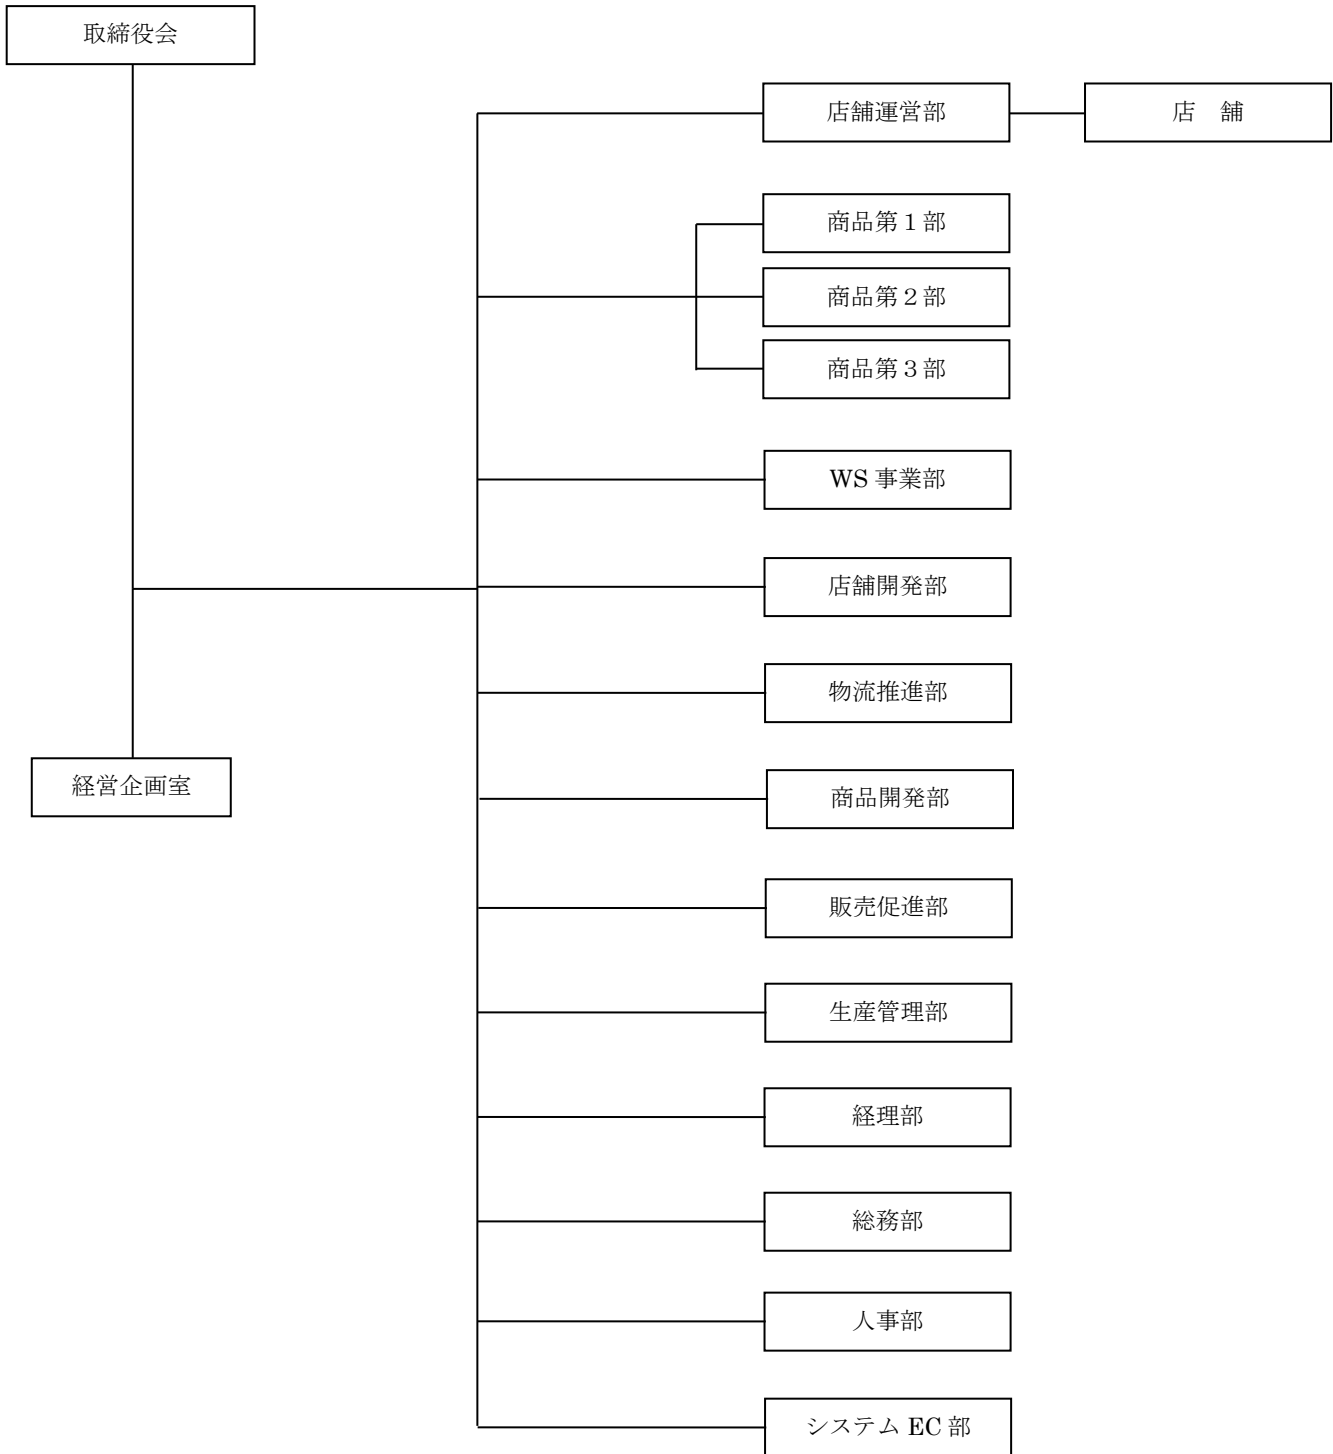 取締役会
店舗運営部
店　舗
商品第１部
商品第２部
商品第３部
WS 事業部
店舗開発部
物流推進部
経営企画室
商品開発部
販売促進部
生産管理部
経理部
総務部
人事部
システム EC 部